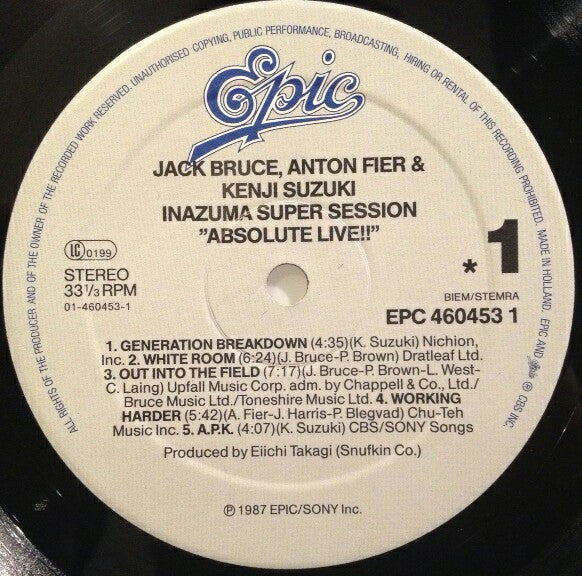 ALL RIGHTS OF THE PRODUCER AND OF THE OWNER OF THE RECORDED WORK RESERVED. UNAUTHORISED COPYING, PUBLIC PERFORMANCE, BROADCASTING, HIRING OR RENTAL OF THIS RECORDING PROHIBITED. MADE IN HOLLAND. EPIC AND Epic ® CBS INC.
Epic
JACK BRUCE, ANTON FIER &
KENJI SUZUKI
INAZUMA SUPER SESSION
"ABSOLUTE LIVE!!"
LC 0199
STEREO
33 1/3 RPM
01-460453-1
* 1
BIEM/STEMRA
EPC 460453 1
1. GENERATION BREAKDOWN (4:35)(K. Suzuki) Nichion,
Inc. 2. WHITE ROOM (6:24)(J. Bruce-P. Brown) Dratleaf Ltd.
3. OUT INTO THE FIELD (7:17)(J. Bruce-P. Brown-L. West-
C. Laing) Upfall Music Corp. adm. by Chappell & Co., Ltd./
Bruce Music Ltd./Toneshire Music Ltd. 4. WORKING
HARDER (5:42)(A. Fier-J. Harris-P. Blegvad) Chu-Teh
Music Inc. 5. A.P.K. (4:07)(K. Suzuki) CBS/SONY Songs
Produced by Eiichi Takagi (Snufkin Co.)
℗ 1987 EPIC/SONY Inc.